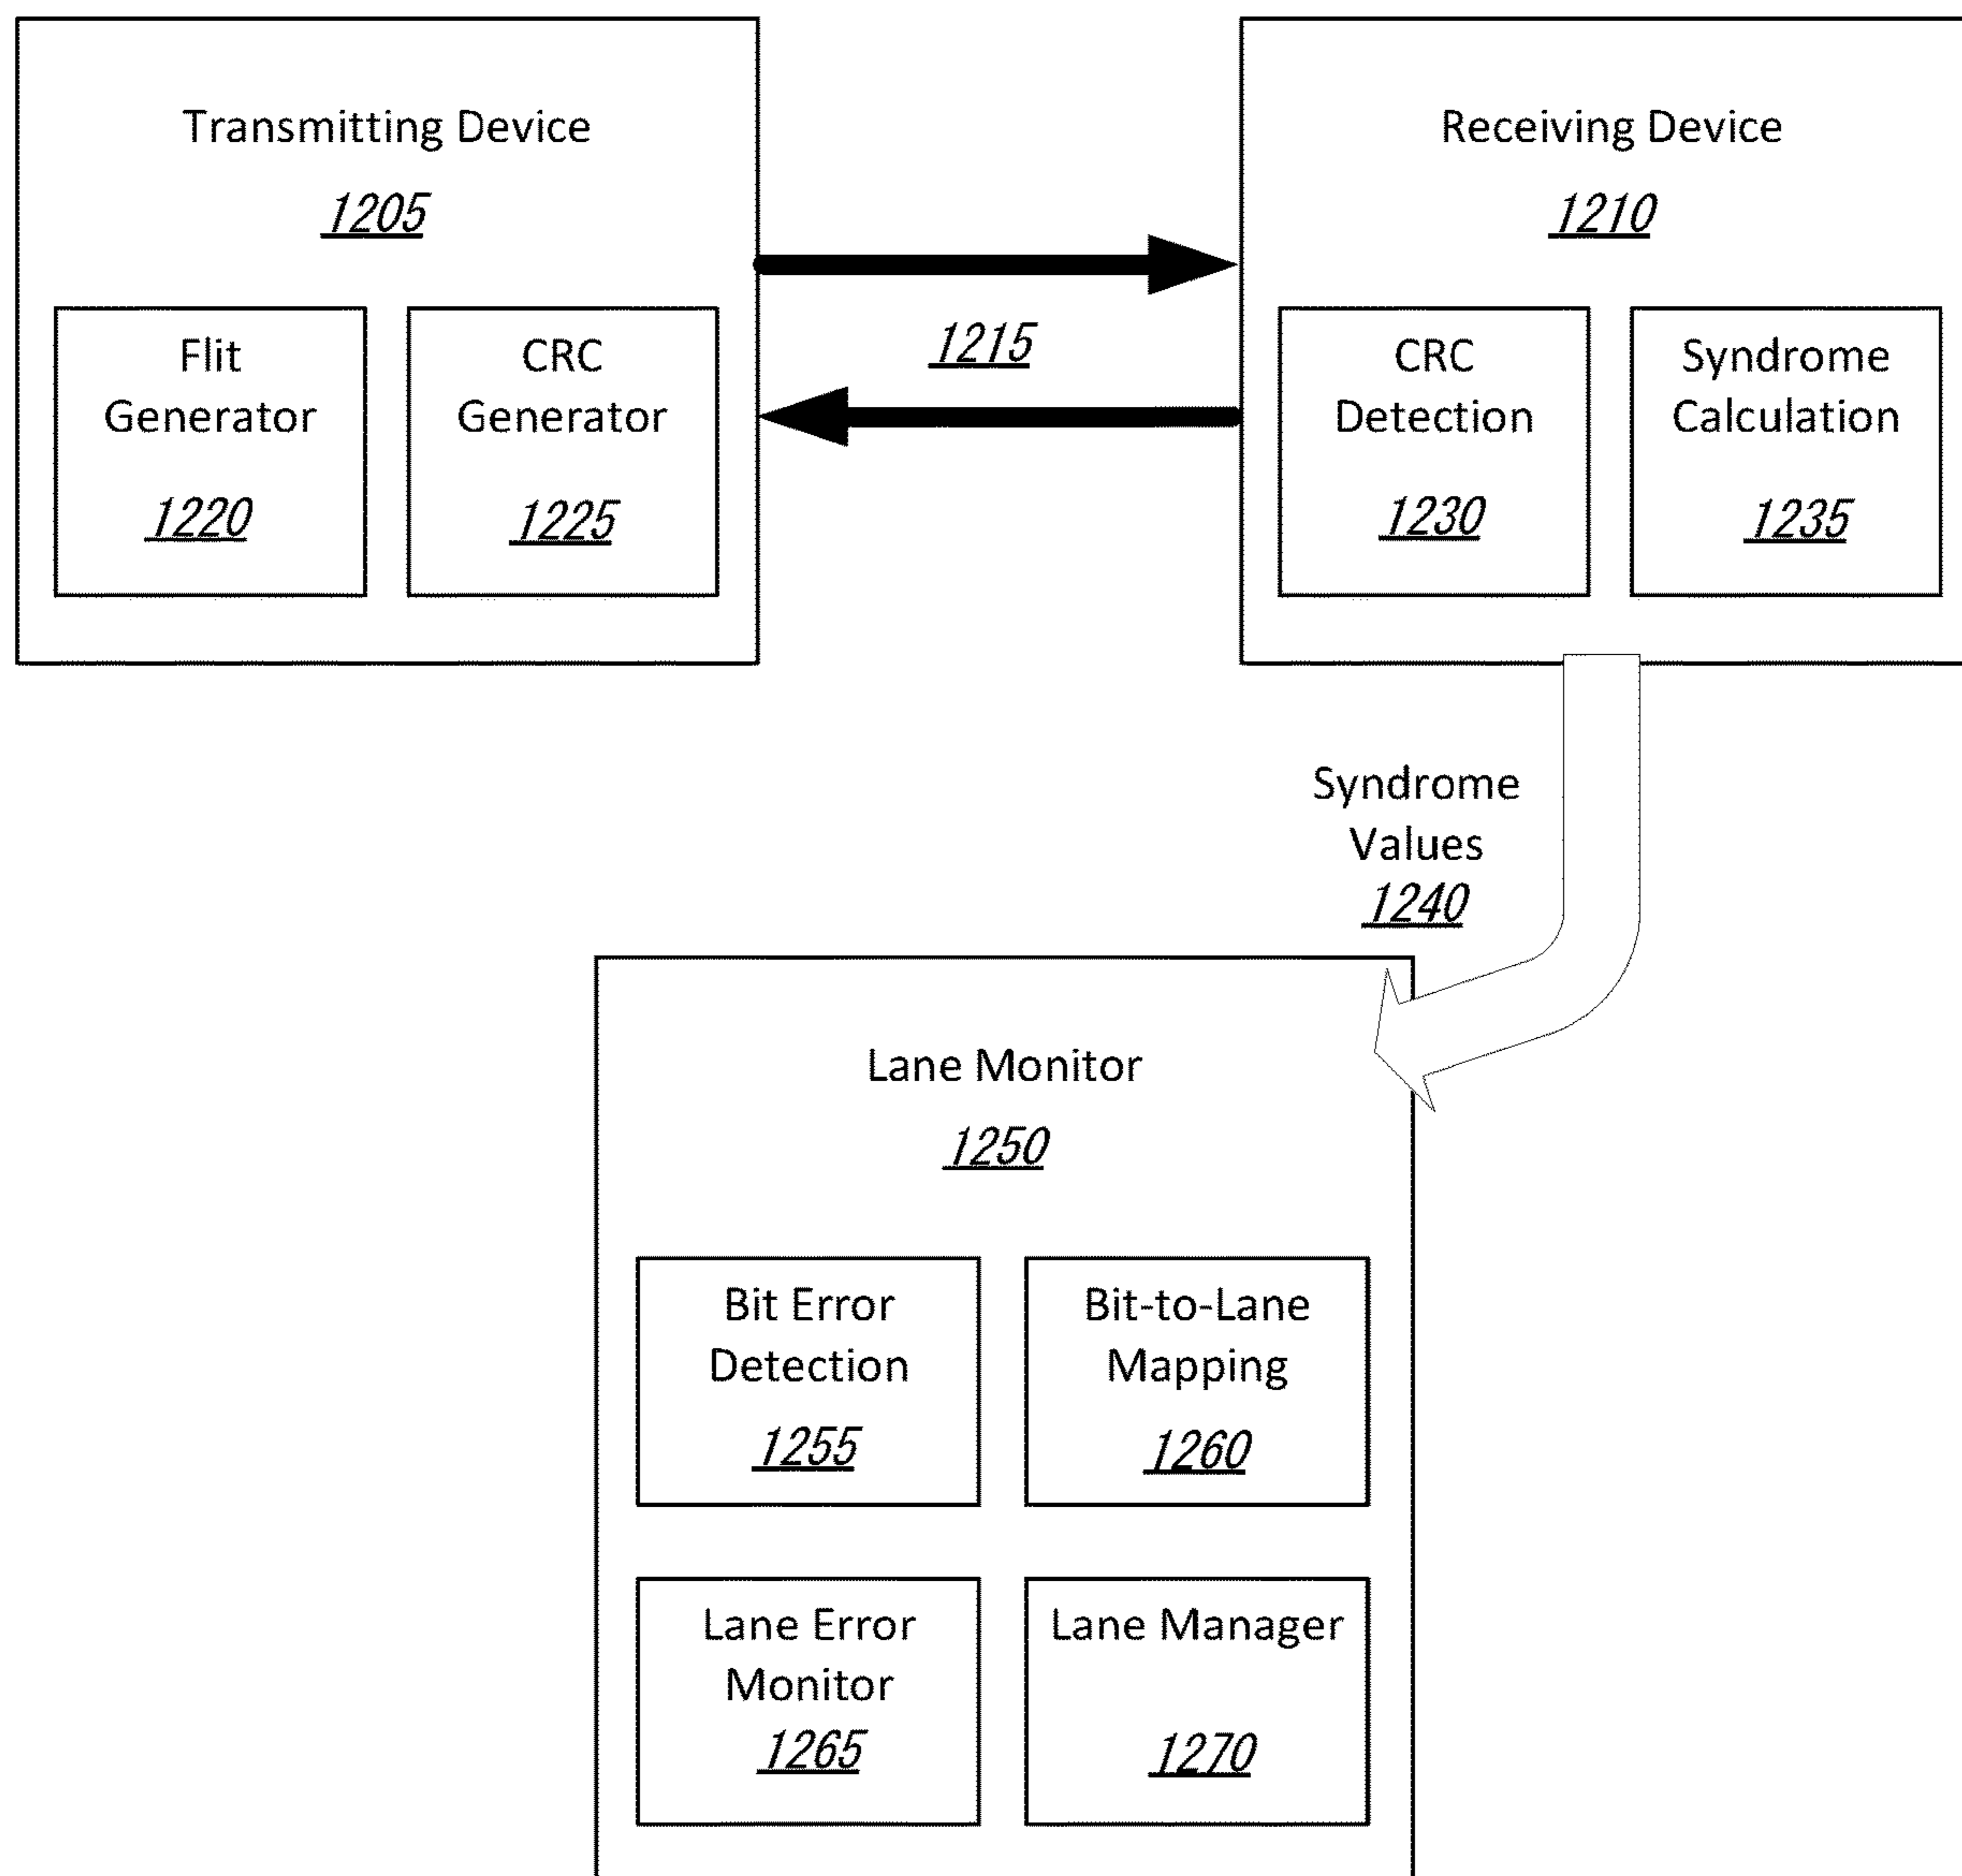 Transmitting Device
1205
Flit
Generator
1220
CRC
Generator
1225
1215
Receiving Device
1210
CRC
Detection
1230
Syndrome
Calculation
1235
Syndrome
Values
1240
Lane Monitor
1250
Bit Error
Detection
1255
Bit-to-Lane
Mapping
1260
Lane Error
Monitor
1265
Lane Manager
1270